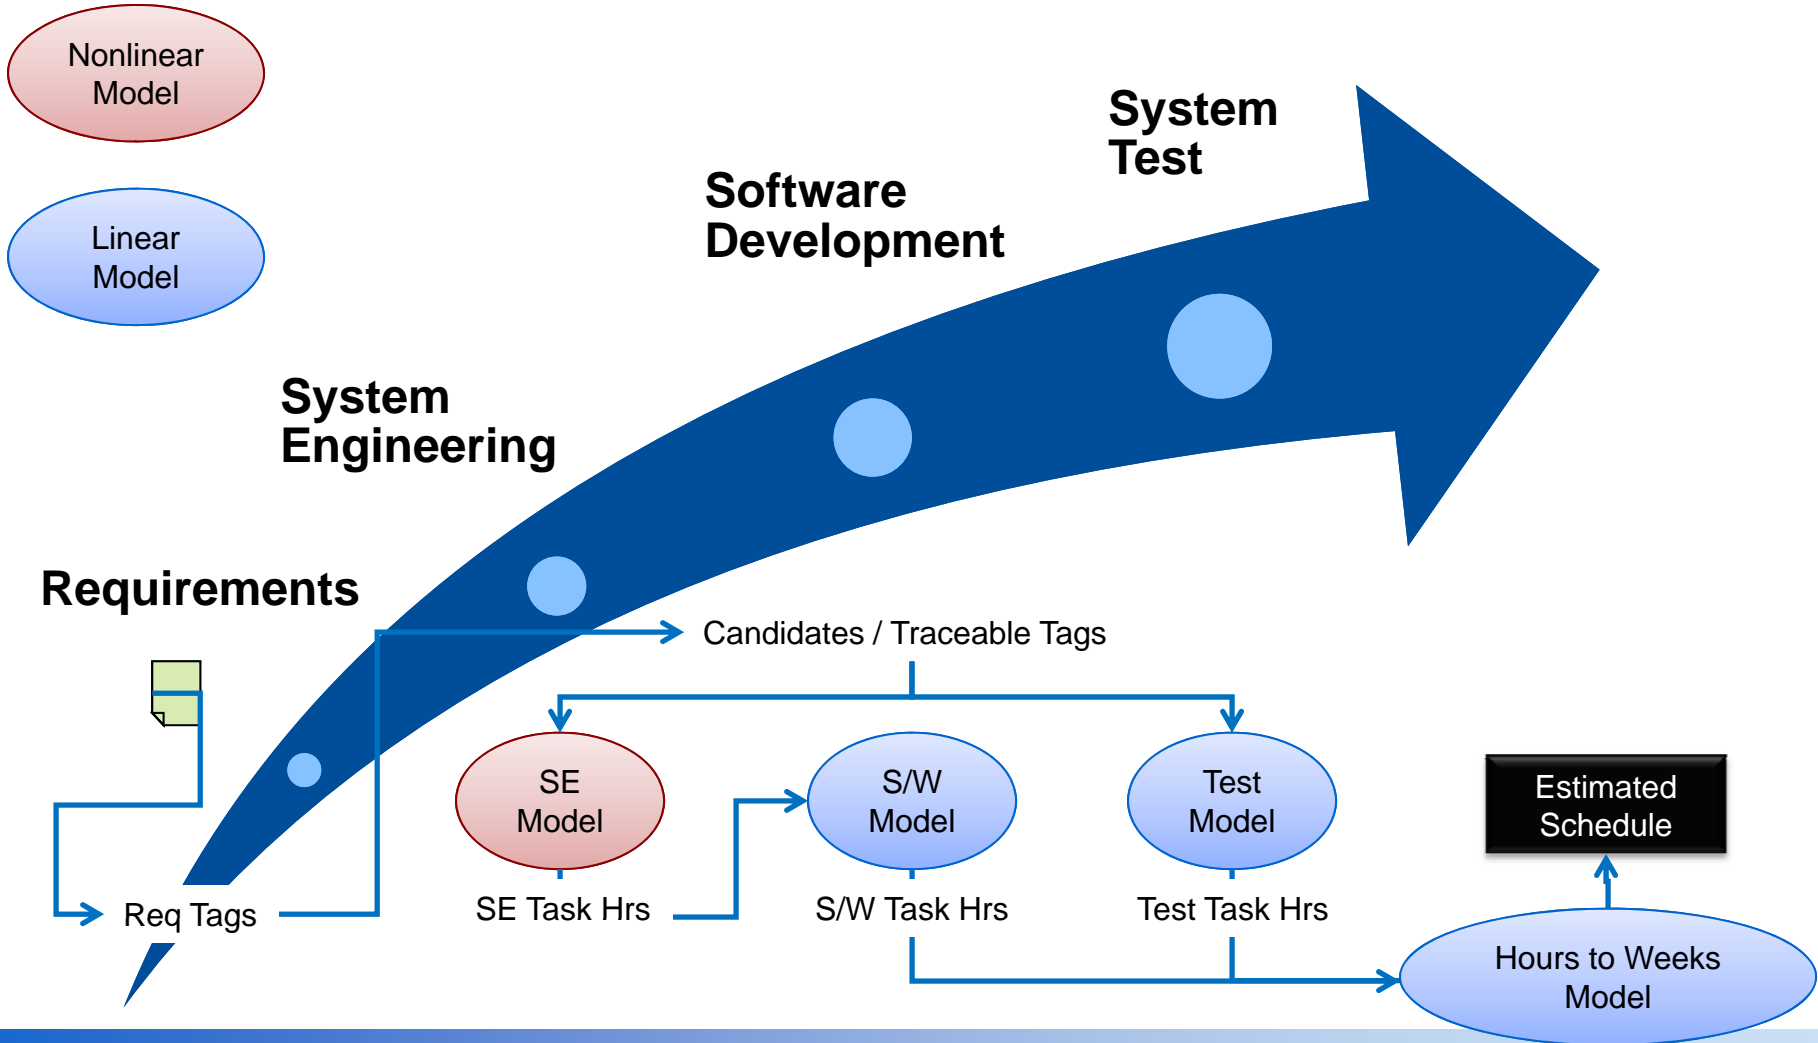 Nonlinear
Model
Linear
Model
System
Test
Software
Development
System
Engineering
Requirements
Candidates / Traceable Tags
SE
Model
S/W
Model
Test
Model
Estimated
Schedule
Req Tags
SE Task Hrs
S/W Task Hrs
Test Task Hrs
Hours to Weeks
Model